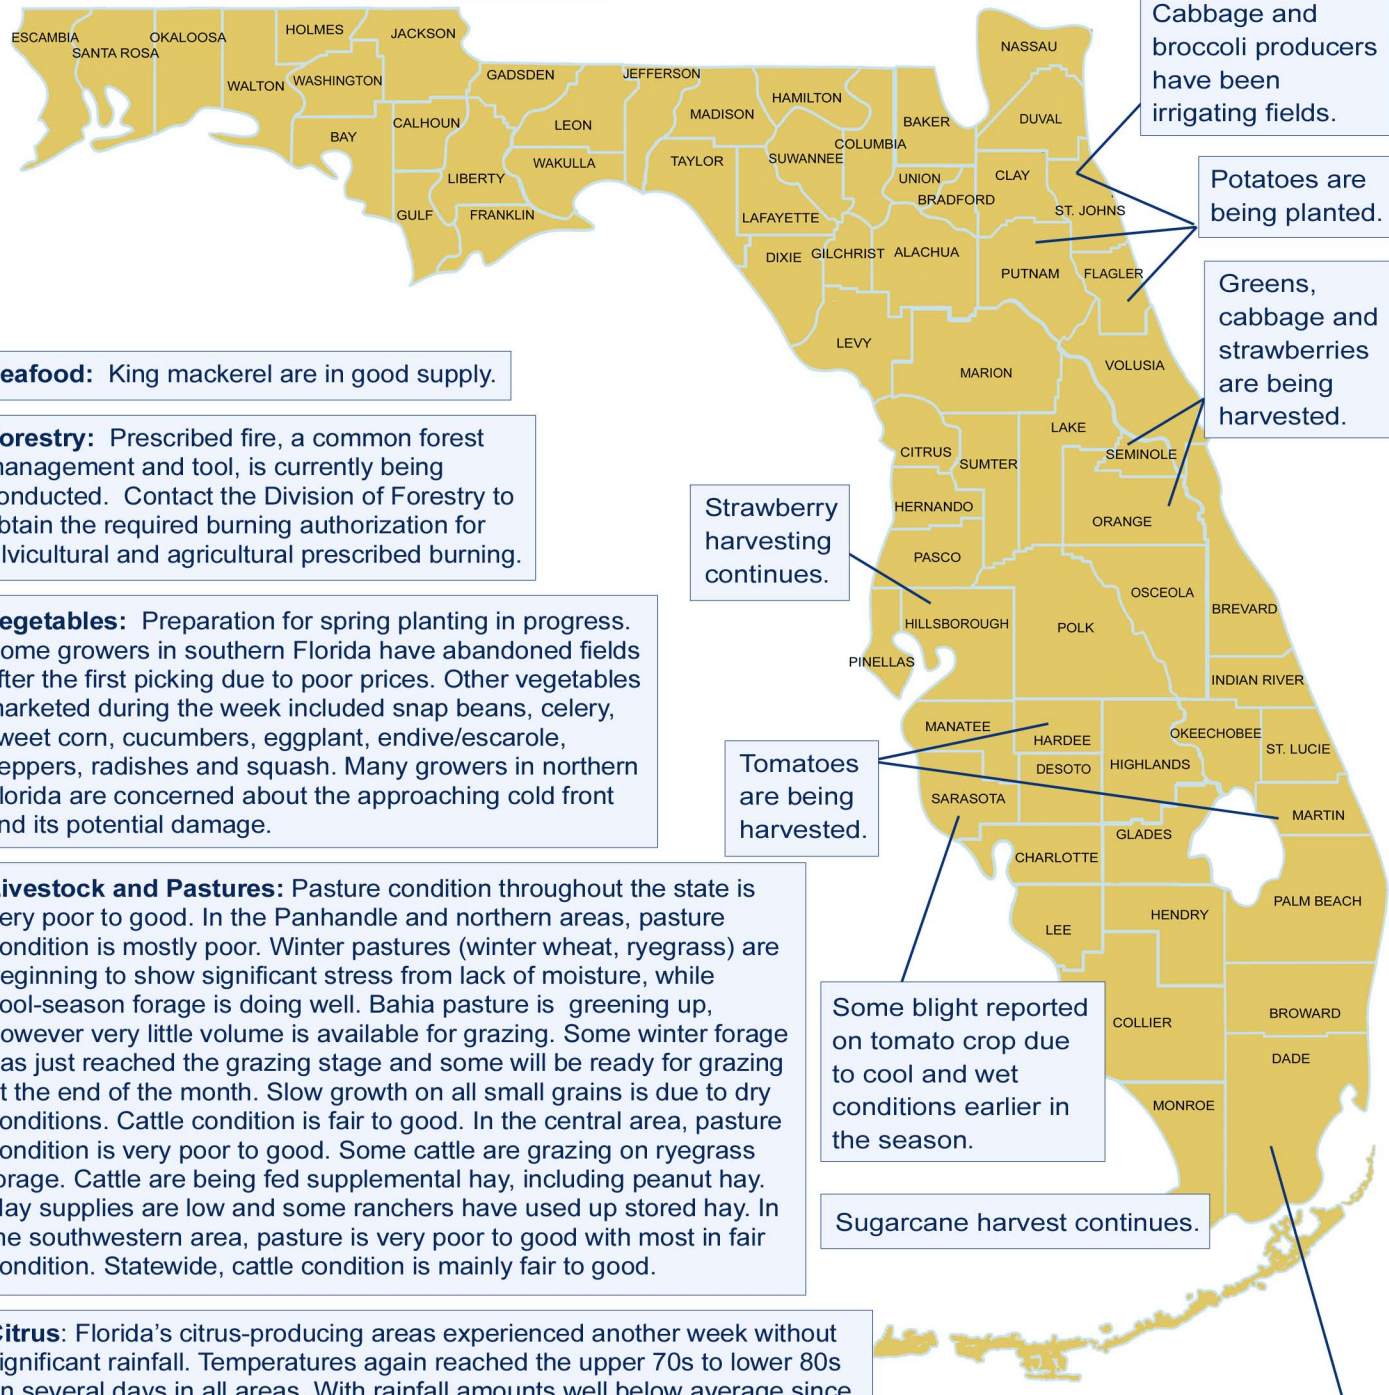 ESCAMBIA
SANTA ROSA
OKALOOSA
WALTON
HOLMES
WASHINGTON
JACKSON
BAY
CALHOUN
GULF
LIBERTY
GADSDEN
LEON
WAKULLA
FRANKLIN
JEFFERSON
MADISON
TAYLOR
HAMILTON
SUWANNEE
LAFAYETTE
DIXIE
COLUMBIA
GILCHRIST
BAKER
UNION
BRADFORD
ALACHUA
NASSAU
DUVAL
CLAY
ST. JOHNS
PUTNAM
FLAGLER
LEVY
MARION
VOLUSIA
CITRUS
SUMTER
LAKE
SEMINOLE
HERNANDO
ORANGE
PASCO
OSCEOLA
BREVARD
HILLSBOROUGH
POLK
PINELLAS
INDIAN RIVER
MANATEE
HARDEE
OKEECHOBEE
ST. LUCIE
HIGHLANDS
DESOTO
SARASOTA
MARTIN
GLADES
CHARLOTTE
PALM BEACH
HENDRY
LEE
BROWARD
COLLIER
DADE
MONROE
Cabbage and
broccoli producers
have been
irrigating fields.
Potatoes are
being planted.
Greens,
cabbage and
strawberries
are being
harvested.
Strawberry
harvesting
continues.
Tomatoes
are being
harvested.
Some blight reported
on tomato crop due
to cool and wet
conditions earlier in
the season.
Sugarcane harvest continues.
eafood: King mackerel are in good supply.
orestry: Prescribed fire, a common forest
management and tool, is currently being
onducted. Contact the Division of Forestry to
btain the required burning authorization for
ilvicultural and agricultural prescribed burning.
egetables: Preparation for spring planting in progress.
ome growers in southern Florida have abandoned fields
fter the first picking due to poor prices. Other vegetables
marketed during the week included snap beans, celery,
weet corn, cucumbers, eggplant, endive/escarole,
eppers, radishes and squash. Many growers in northern
lorida are concerned about the approaching cold front
nd its potential damage.
Livestock and Pastures: Pasture condition throughout the state is
ery poor to good. In the Panhandle and northern areas, pasture
ondition is mostly poor. Winter pastures (winter wheat, ryegrass) are
eginning to show significant stress from lack of moisture, while
ool-season forage is doing well. Bahia pasture is greening up,
owever very little volume is available for grazing. Some winter forage
as just reached the grazing stage and some will be ready for grazing
t the end of the month. Slow growth on all small grains is due to dry
onditions. Cattle condition is fair to good. In the central area, pasture
ondition is very poor to good. Some cattle are grazing on ryegrass
orage. Cattle are being fed supplemental hay, including peanut hay.
Hay supplies are low and some ranchers have used up stored hay. In
he southwestern area, pasture is very poor to good with most in fair
ondition. Statewide, cattle condition is mainly fair to good.
Citrus: Florida's citrus-producing areas experienced another week without
ignificant rainfall. Temperatures again reached the upper 70s to lower 80s
n several days in all areas. With rainfall amounts well below average since